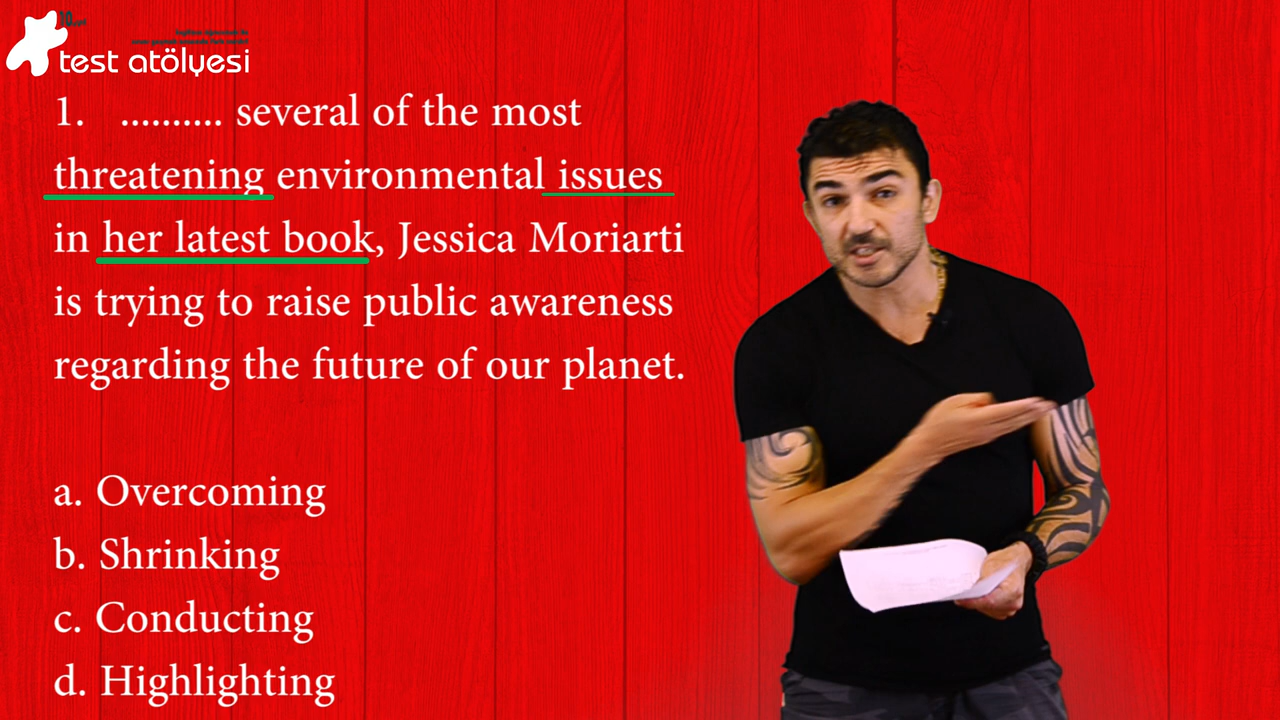 test atölyesi
1. .......... several of the most
threatening environmental issues
in her latest book, Jessica Moriarti
is trying to raise public awareness
regarding the future of our planet.
a. Overcoming
b. Shrinking
c. Conducting
d. Highlighting